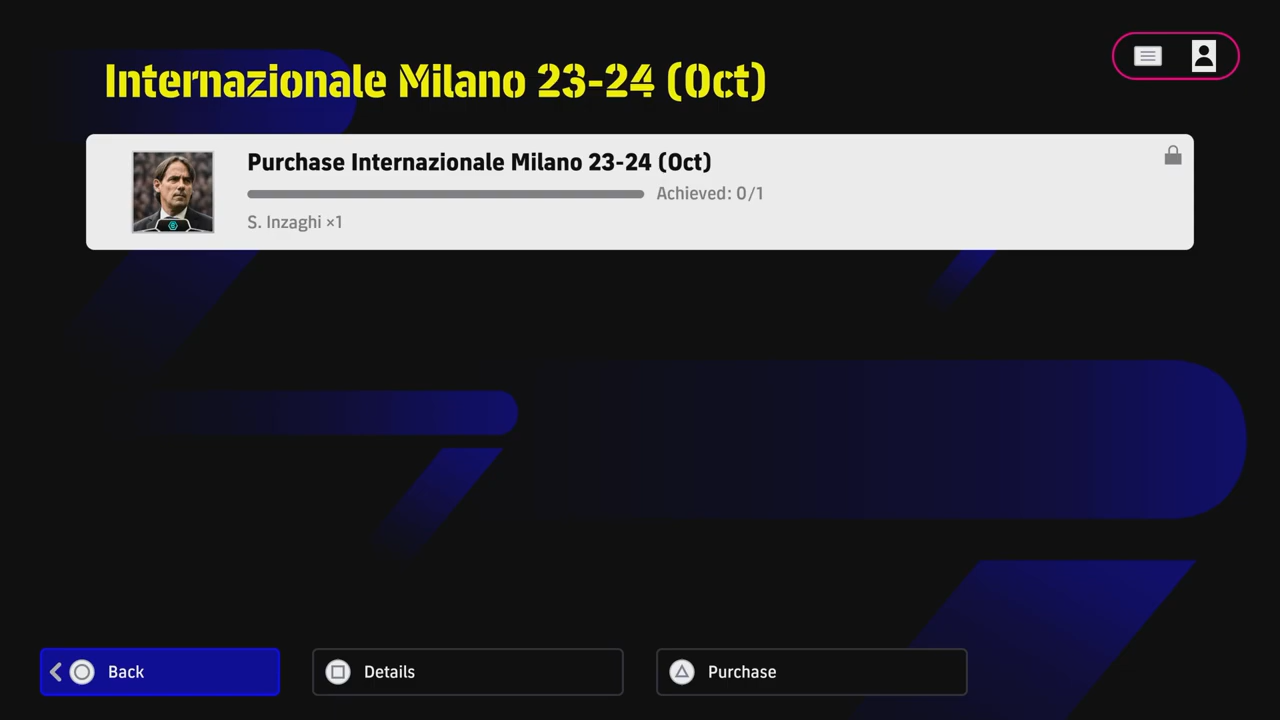 Internazionale Milano 23-24 (Oct)
Purchase Internazionale Milano 23-24 (Oct)
Achieved: 0/1
S. Inzaghi ×1
Back
Details
Purchase